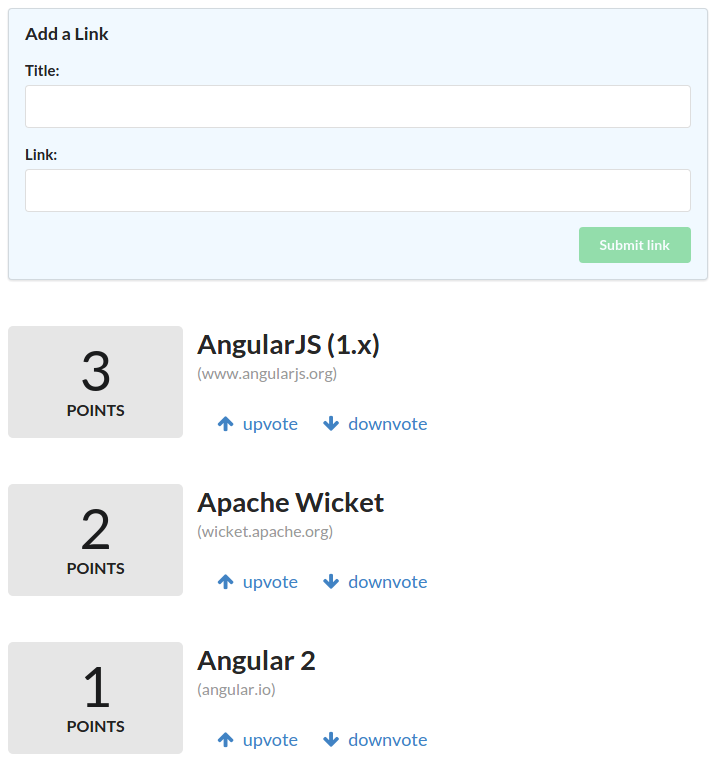 Add a Link
Title:
Link:
Submit link
3
POINTS
AngularJS (1.x)
(www.angularjs.org)
upvote downvote
2
POINTS
Apache Wicket
(wicket.apache.org)
upvote downvote
1
POINTS
Angular 2
(angular.io)
upvote downvote